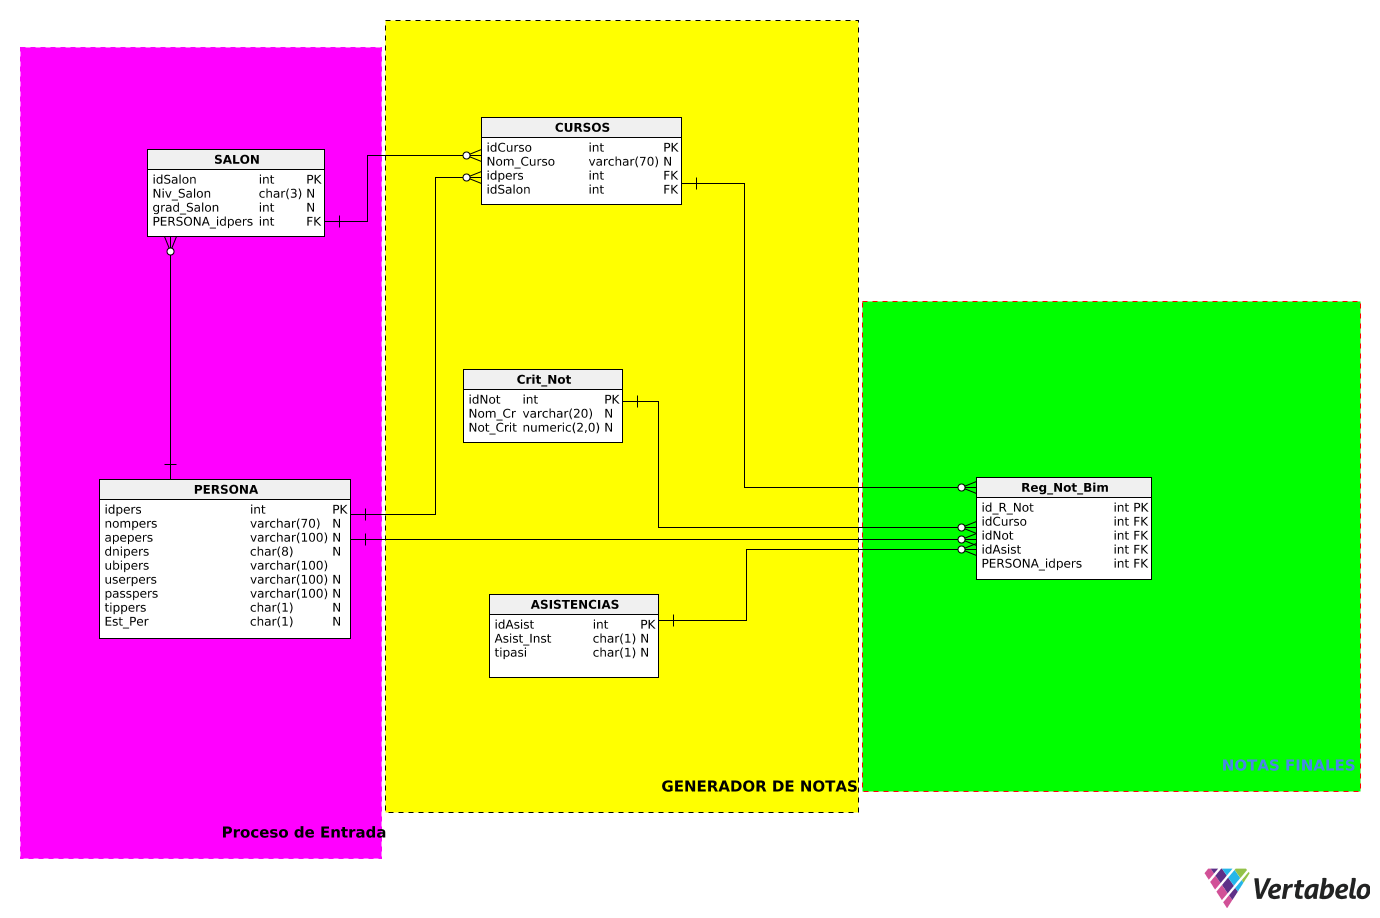 SALON
idSalon int PK
Niv_Salon char(3) N
grad_Salon int N
PERSONA_idpers int FK
PERSONA
idpers int PK
nompers varchar(70) N
apepers varchar(100) N
dnipers char(8) N
ubipers varchar(100)
userpers varchar(100) N
passpers varchar(100) N
tippers char(1) N
Est_Per char(1) N
Proceso de Entrada
CURSOS
idCurso int PK
Nom_Curso varchar(70) N
idpers int FK
idSalon int FK
Crit_Not
idNot int PK
Nom_Cr varchar(20) N
Not_Crit numeric(2,0) N
ASISTENCIAS
idAsist int PK
Asist_Inst char(1) N
tipasi char(1) N
GENERADOR DE NOTAS
Reg_Not_Bim
id_R_Not int PK
idCurso int FK
idNot int FK
idAsist int FK
PERSONA_idpers int FK
NOTAS FINALES
Vertabelo